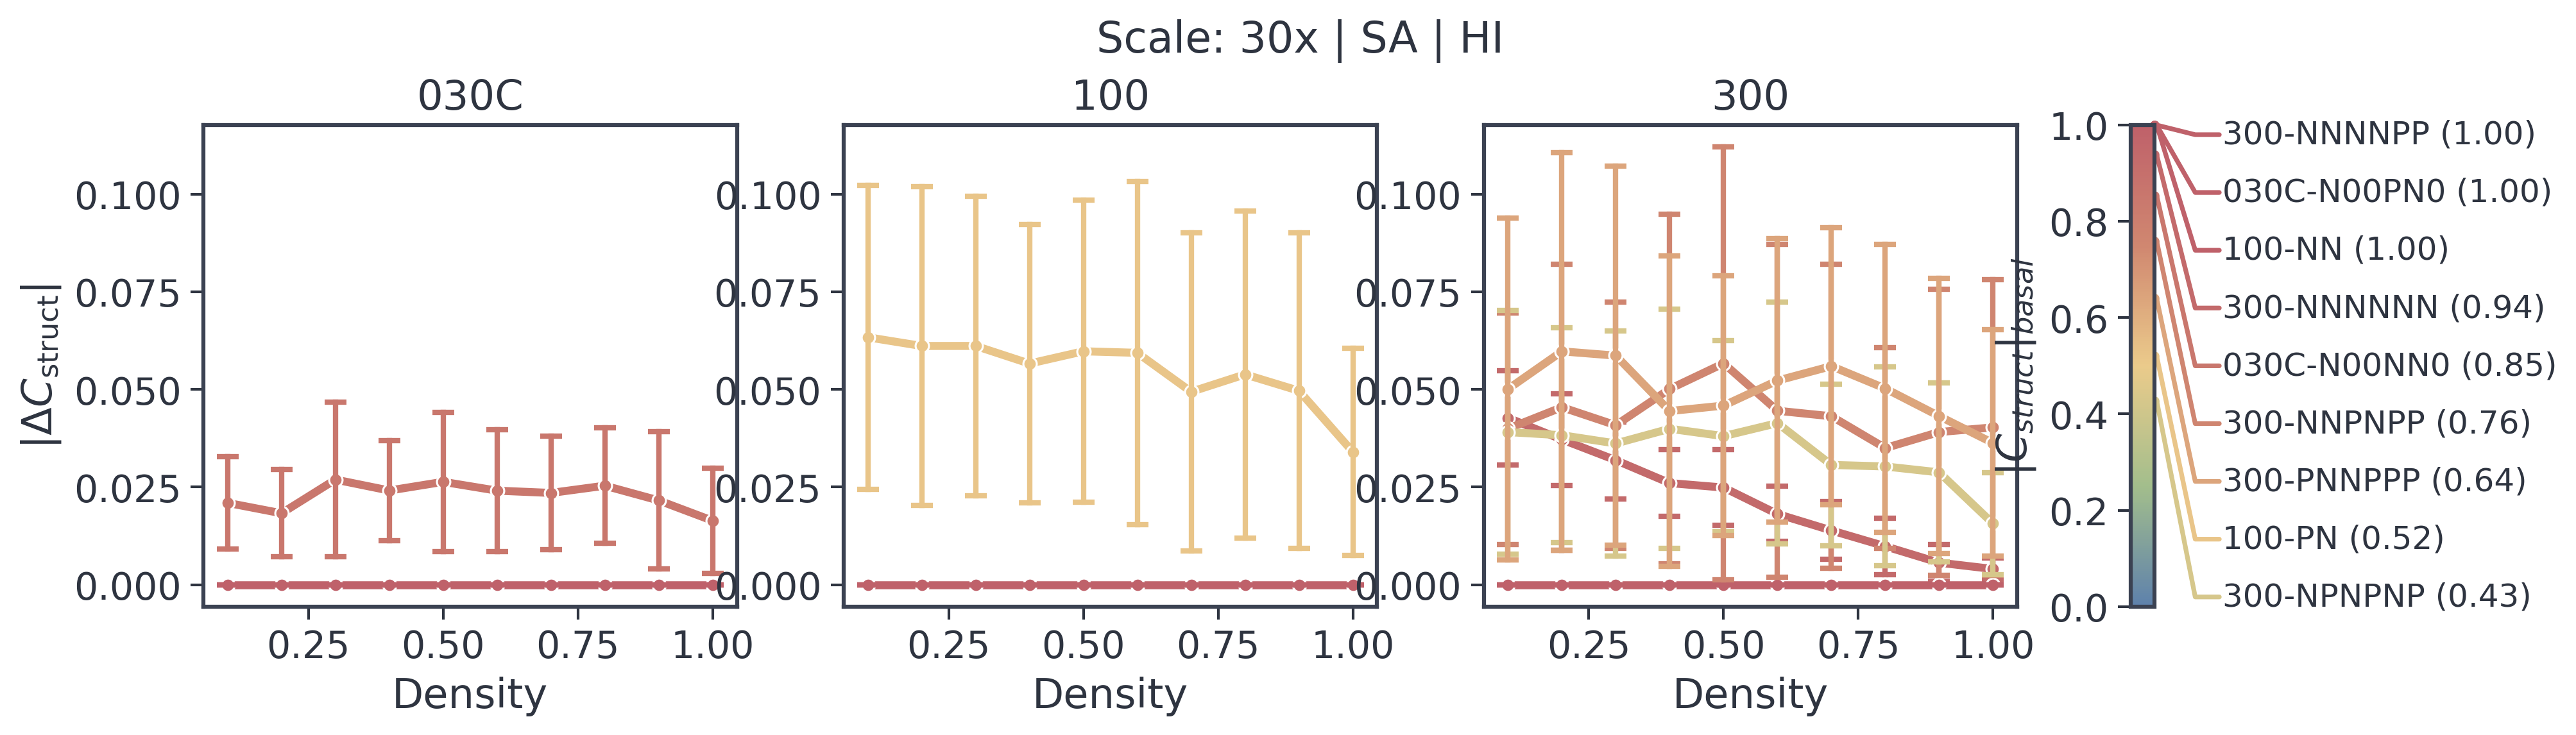 Scale: 30x | SA | HI
030C
100
300
|ΔC_struct|
0.100
0.075
0.050
0.025
0.000
0.25 0.50 0.75 1.00
Density
0.100
0.075
0.050
0.025
0.000
0.25 0.50 0.75 1.00
Density
0.100
0.075
0.050
0.025
0.000
0.25 0.50 0.75 1.00
Density
|C_struct|basal
1.0
0.8
0.6
0.4
0.2
0.0
300-NNNNPP (1.00)
030C-N00PN0 (1.00)
100-NN (1.00)
300-NNNNNN (0.94)
030C-N00NN0 (0.85)
300-NNPNPP (0.76)
300-PNNPPP (0.64)
100-PN (0.52)
300-NPNPNP (0.43)